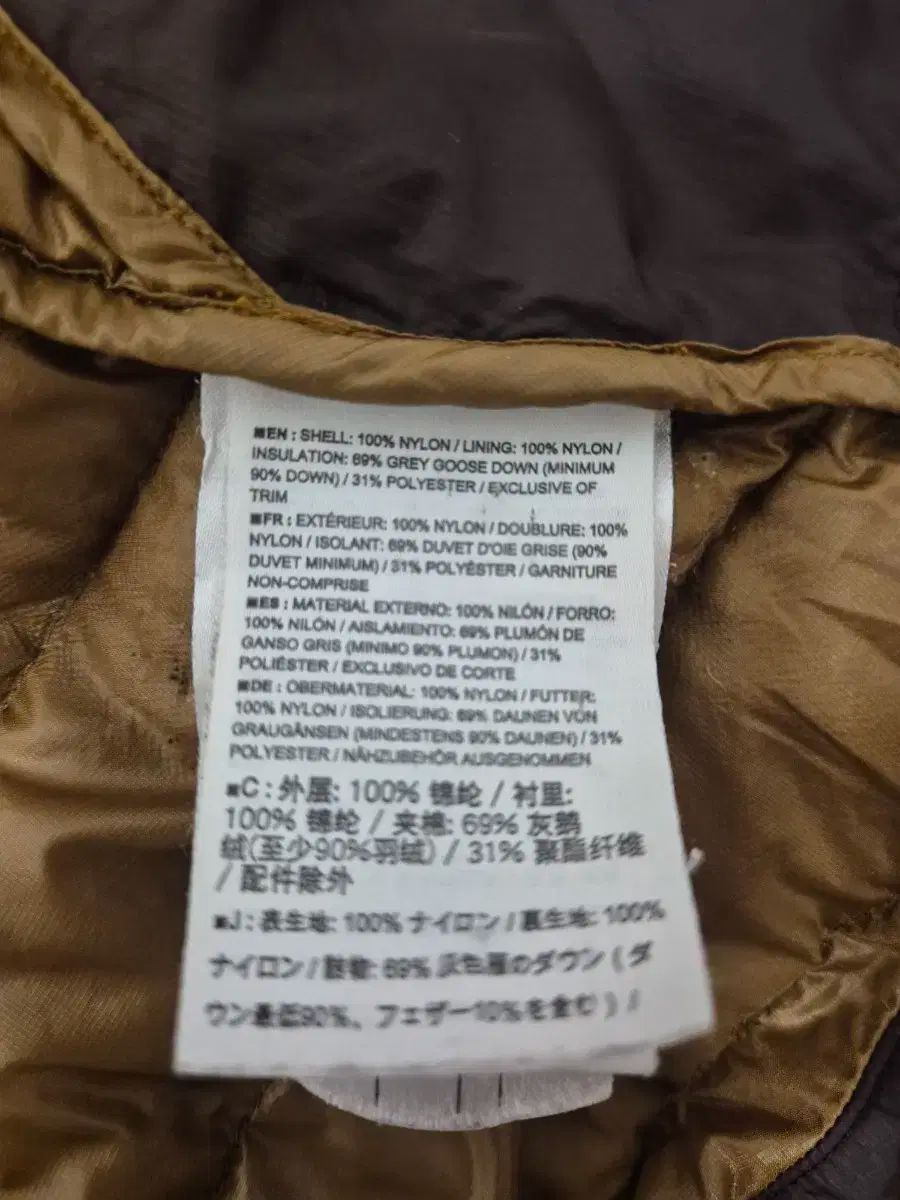 ■EN : SHELL: 100% NYLON / LINING: 100% NYLON /
INSULATION: 69% GREY GOOSE DOWN (MINIMUM
90% DOWN) / 31% POLYESTER / EXCLUSIVE OF
TRIM
■FR : EXTÉRIEUR: 100% NYLON / DOUBLURE: 100%
NYLON / ISOLANT: 69% DUVET D'OIE GRISE (90%
DUVET MINIMUM) / 31% POLYÉSTER / GARNITURE
NON-COMPRISE
■ES : MATERIAL EXTERNO: 100% NILÓN / FORRO:
100% NILÓN / AISLAMIENTO: 69% PLUMÓN DE
GANSO GRIS (MINIMO 90% PLUMON) / 31%
POLIÉSTER / EXCLUSIVO DE CORTE
■DE : OBERMATERIAL: 100% NYLON / FUTTER:
100% NYLON / ISOLIERUNG: 69% DAUNEN VON
GRAUGÄNSEN (MINDESTENS 90% DAUNEN) / 31%
POLYESTER / NÄHZUBEHÖR AUSGENOMMEN
■C : 外层: 100% 锦纶 / 衬里:
100% 锦纶 / 夹棉: 69% 灰鹅
绒(至少90%羽绒) / 31% 聚酯纤维
/ 配件除外
■J : 表生地: 100% ナイロン / 裏生地: 100%
ナイロン / 69% 灰色雁のダウン ( ダ
ウン最低90%、フェザー10%を含む ) /